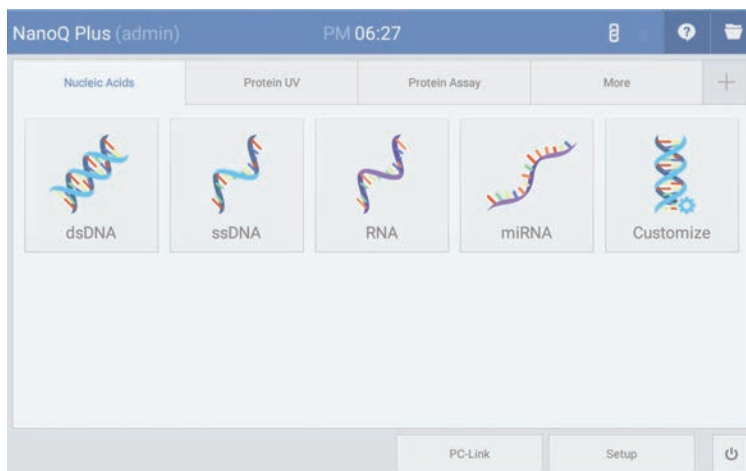 NanoQ Plus (admin) PM 06:27 ?
Nucleic Acids Protein UV Protein Assay More +
dsDNA ssDNA RNA miRNA Customize
PC-Link Setup